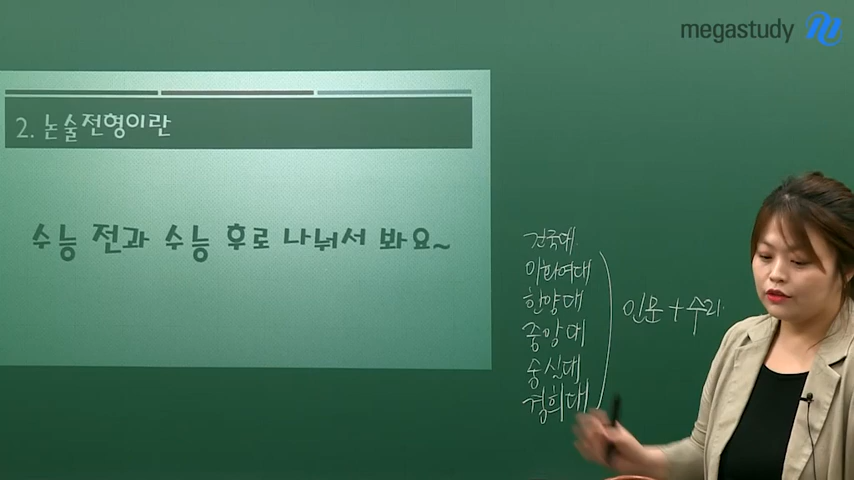 megastudy
2. 논술전형이란
수능 전과 수능 후로 나눠서 봐요~
건국대
이화여대
한양대
중앙대
숭실대
경희대
인문+수리